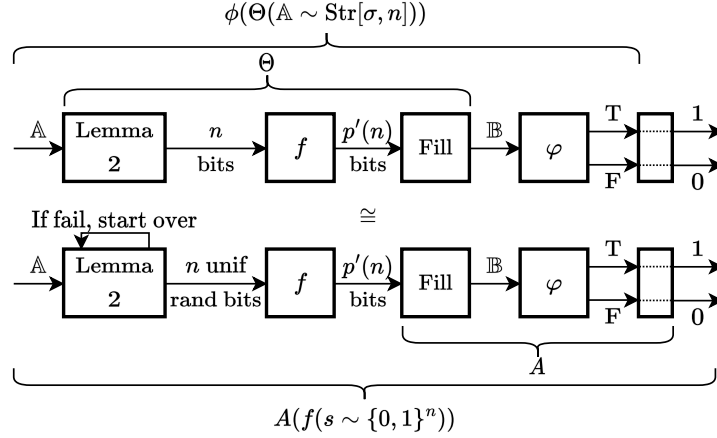 ϕ(Θ(𝔸 ∼ Str[σ, n]))
Θ
𝔸 Lemma 2 n bits f p′(n) bits Fill 𝔹 φ T F 1 0
If fail, start over ≅
𝔸 Lemma 2 n unif rand bits f p′(n) bits Fill 𝔹 φ T F 1 0
A
A(f(s ∼ {0, 1}ⁿ))